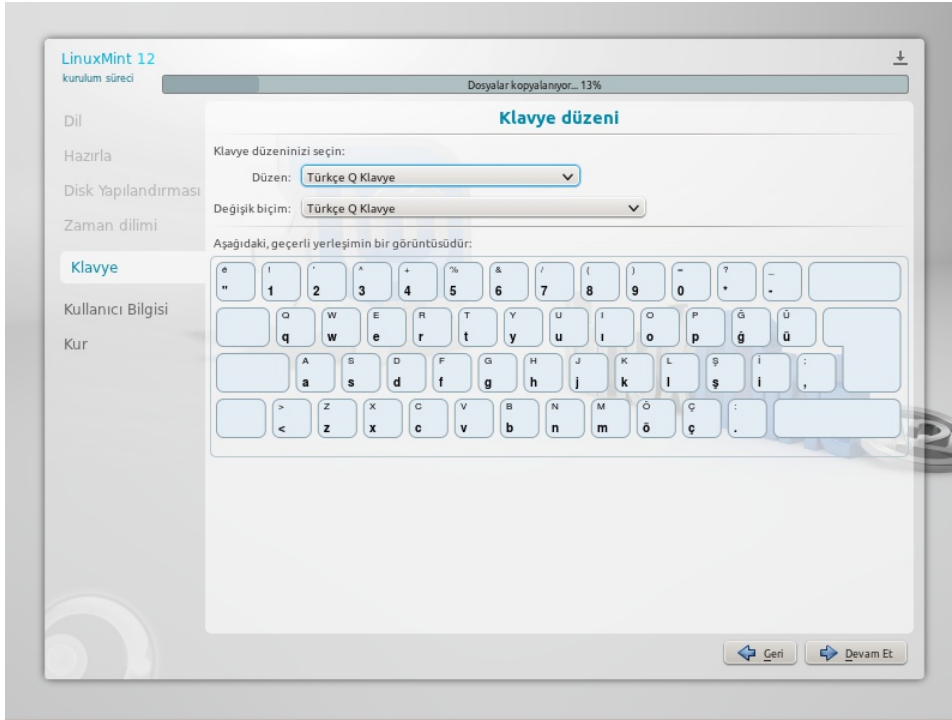 LinuxMint 12
kurulum süreci
Dosyalar kopyalanıyor... 13%
Dil
Hazırla
Disk Yapılandırması
Zaman dilimi
Klavye
Kullanıcı Bilgisi
Kur
Klavye düzeni
Klavye düzeninizi seçin:
Düzen: Türkçe Q Klavye
Değişik biçim: Türkçe Q Klavye
Aşağıdaki, geçerli yerleşimin bir görüntüsüdür:
é ! ' ^ + % & / ( ) = ? _
" 1 2 3 4 5 6 7 8 9 0 * -
Q W E R T Y U I O P Ğ Ü
q w e r t y u ı o p ğ ü
A S D F G H J K L Ş İ ;
a s d f g h j k l ş i ,
> Z X C V B N M Ö Ç :
< z x c v b n m ö ç .
Geri
Devam Et